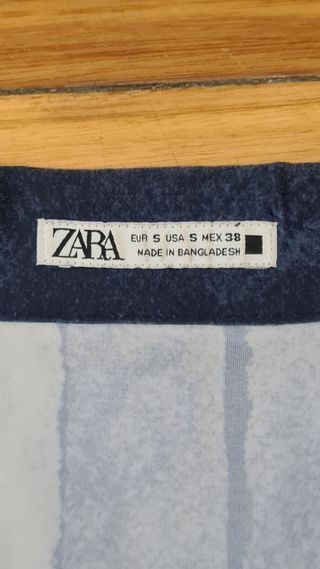 ZARA
EUR S USA S MEX 38
MADE IN BANGLADESH